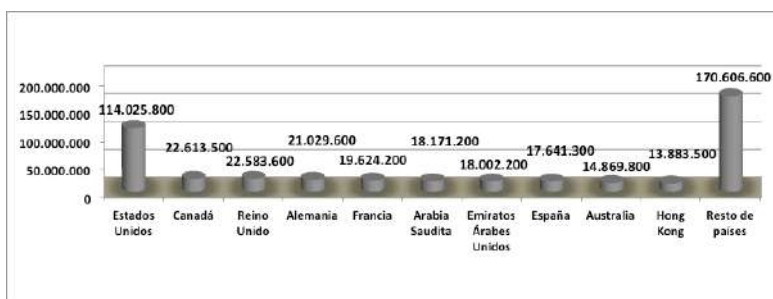 170.606.600
200.000.000
114.025.800
150.000.000
21.029.600
18.171.200
17.641.300
13.883.500
22.613.500
22.583.600
19.624.200
18.002.200
14.869.800
100.000.000
50.000.000
0
Estados Unidos
Canadá
Reino Unido
Alemania
Francia
Arabia Saudita
Emiratos Árabes Unidos
España
Australia
Hong Kong
Resto de países